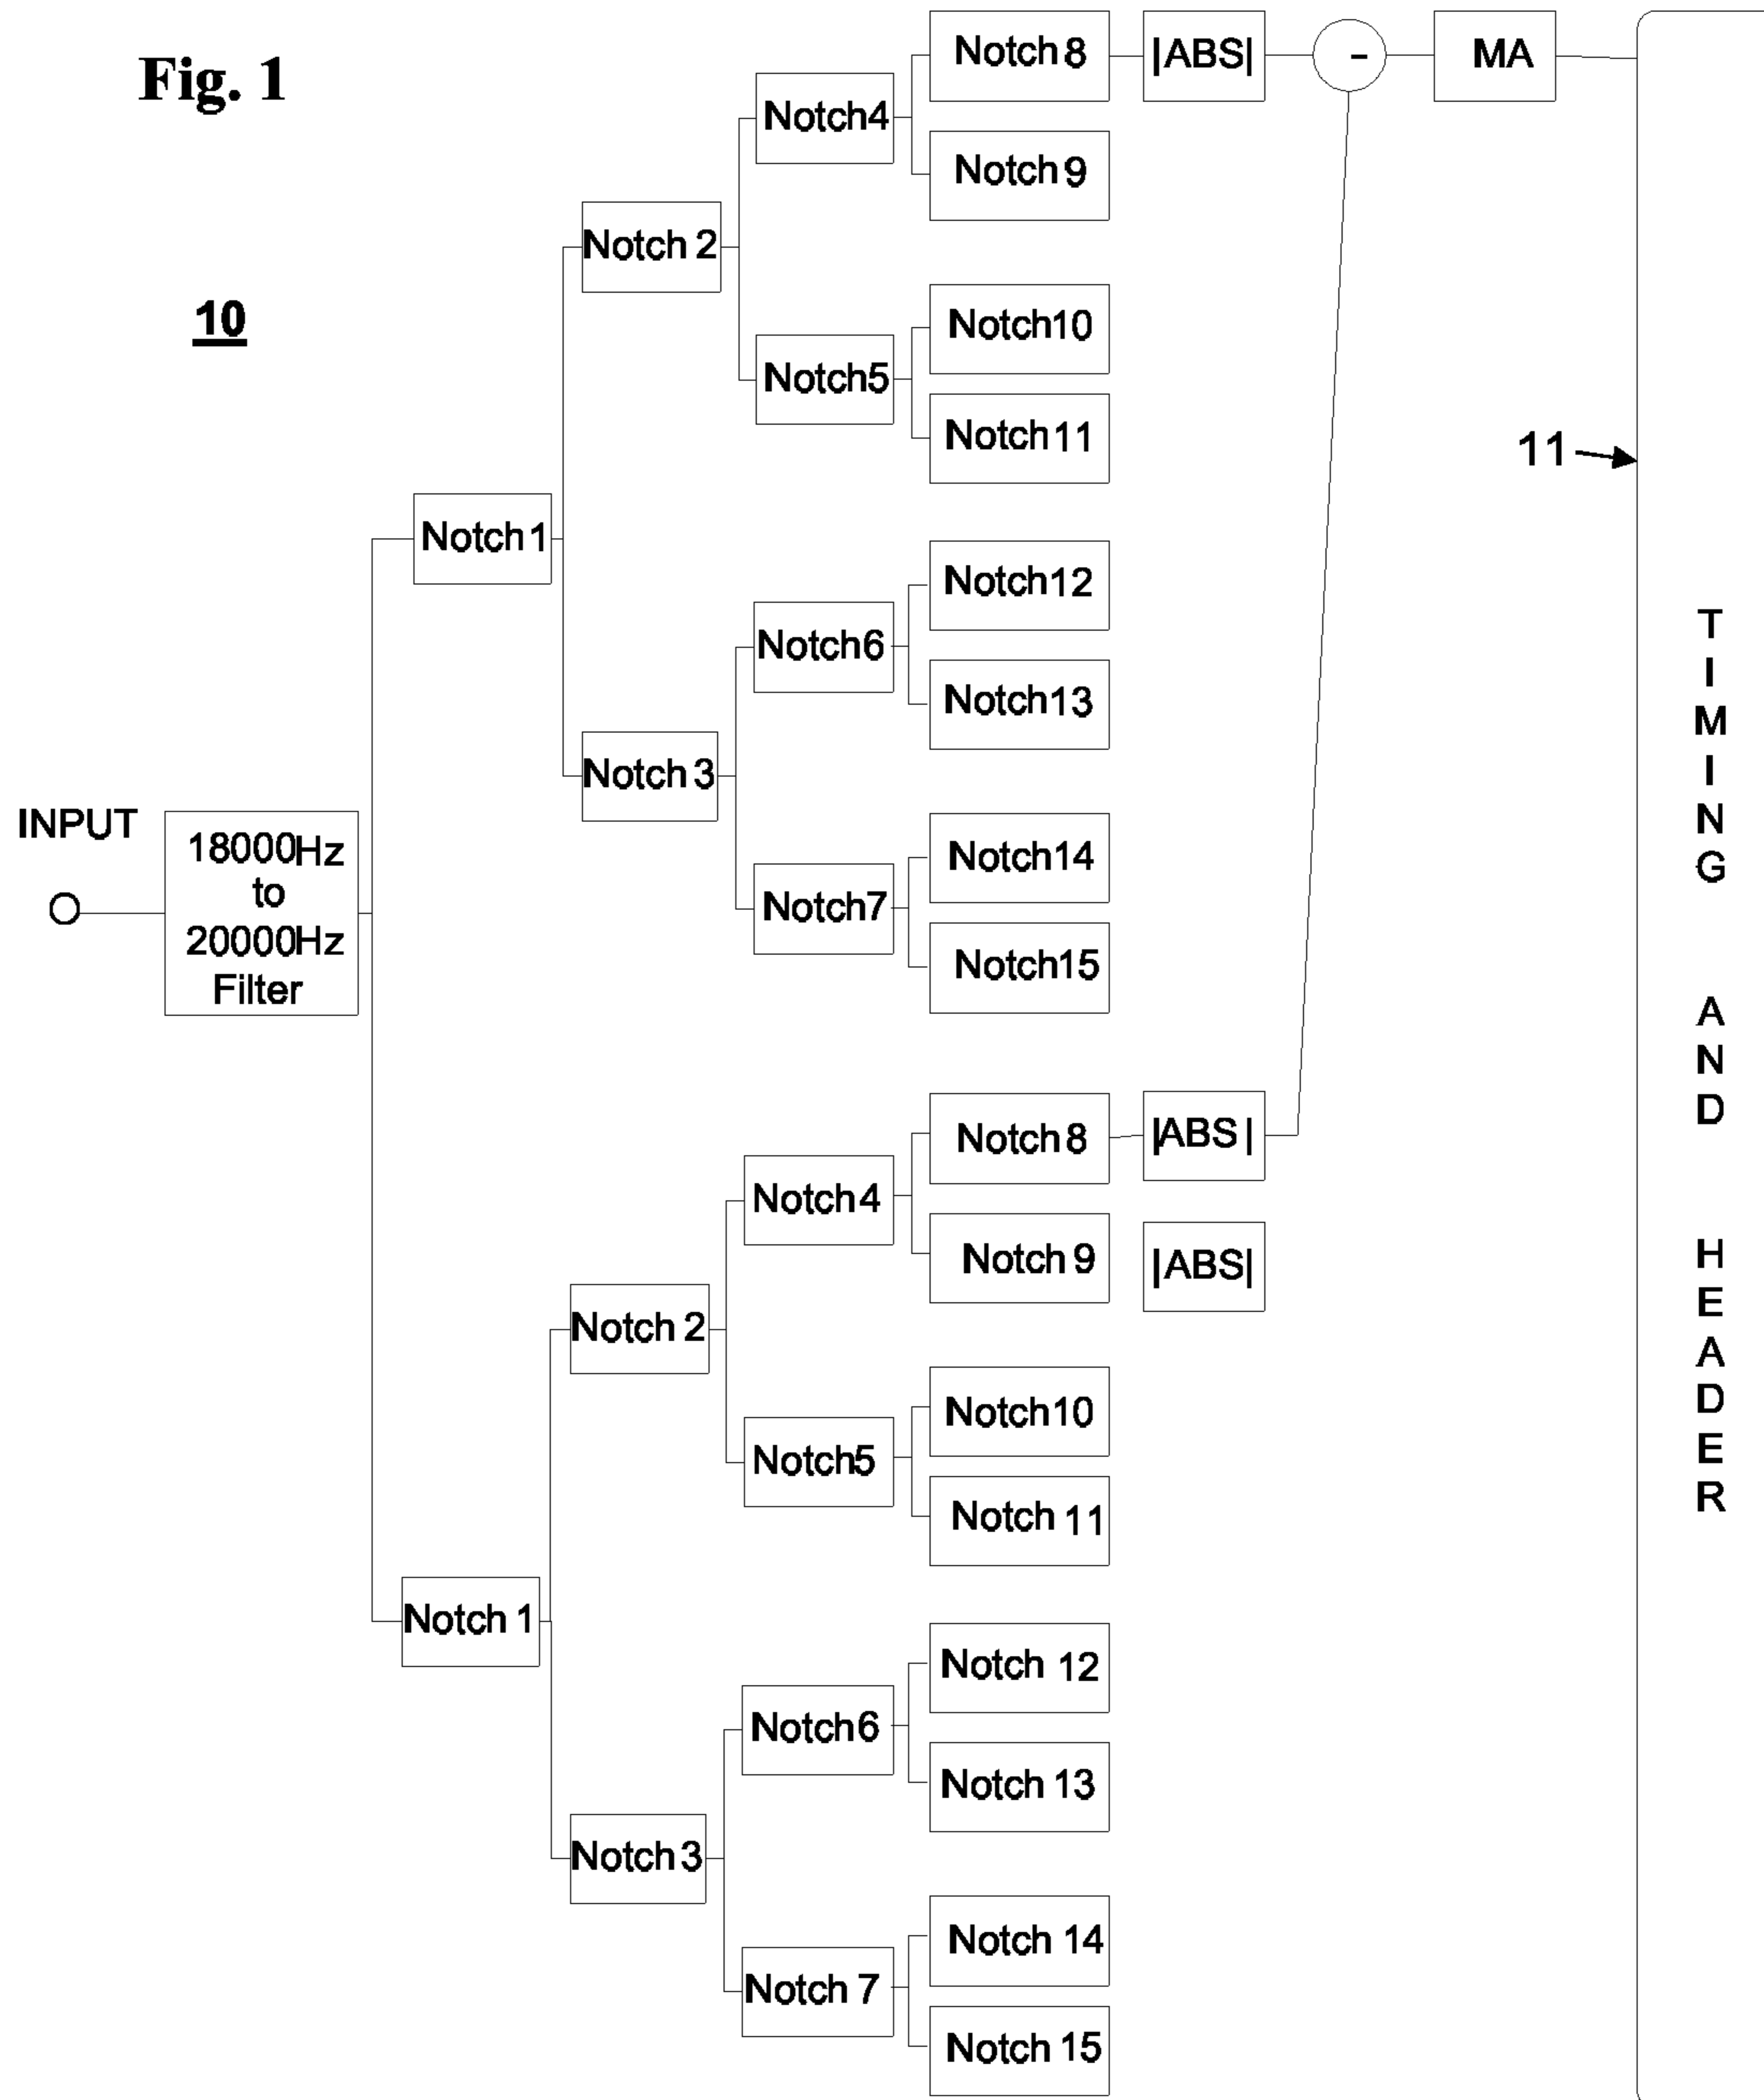 Fig. 1
10
INPUT
18000Hz
to
20000Hz
Filter
Notch 1
Notch 2
Notch 3
Notch4
Notch5
Notch6
Notch7
Notch 8
Notch 9
Notch10
Notch11
Notch12
Notch13
Notch14
Notch15
|ABS|
-
MA
Notch 1
Notch 2
Notch 3
Notch 4
Notch5
Notch6
Notch 7
Notch 8
Notch 9
Notch10
Notch 11
Notch 12
Notch 13
Notch 14
Notch 15
|ABS|
|ABS|
11
TIMING AND HEADER